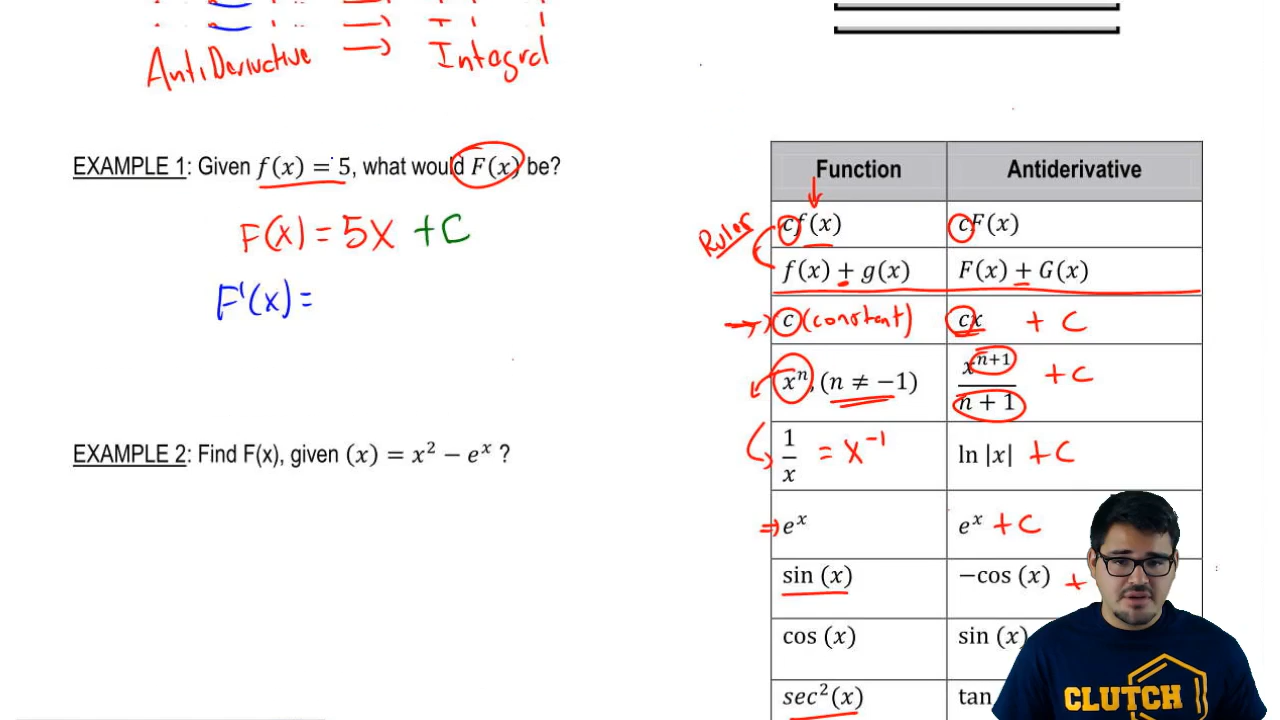 AntiDerivative → Integral
EXAMPLE 1: Given f(x) = 5, what would F(x) be?
F(x) = 5x + C
F'(x) =
EXAMPLE 2: Find F(x), given (x) = x² − eˣ ?
Function Antiderivative
Rules
cf(x) cF(x)
f(x) + g(x) F(x) + G(x)
→ c (constant) cx + C
xⁿ, (n ≠ −1) xⁿ⁺¹/(n + 1) + C
1/x = x⁻¹ ln |x| + C
⇒ eˣ eˣ + C
sin (x) −cos (x) +
cos (x) sin (x)
sec²(x) tan
CLUTCH